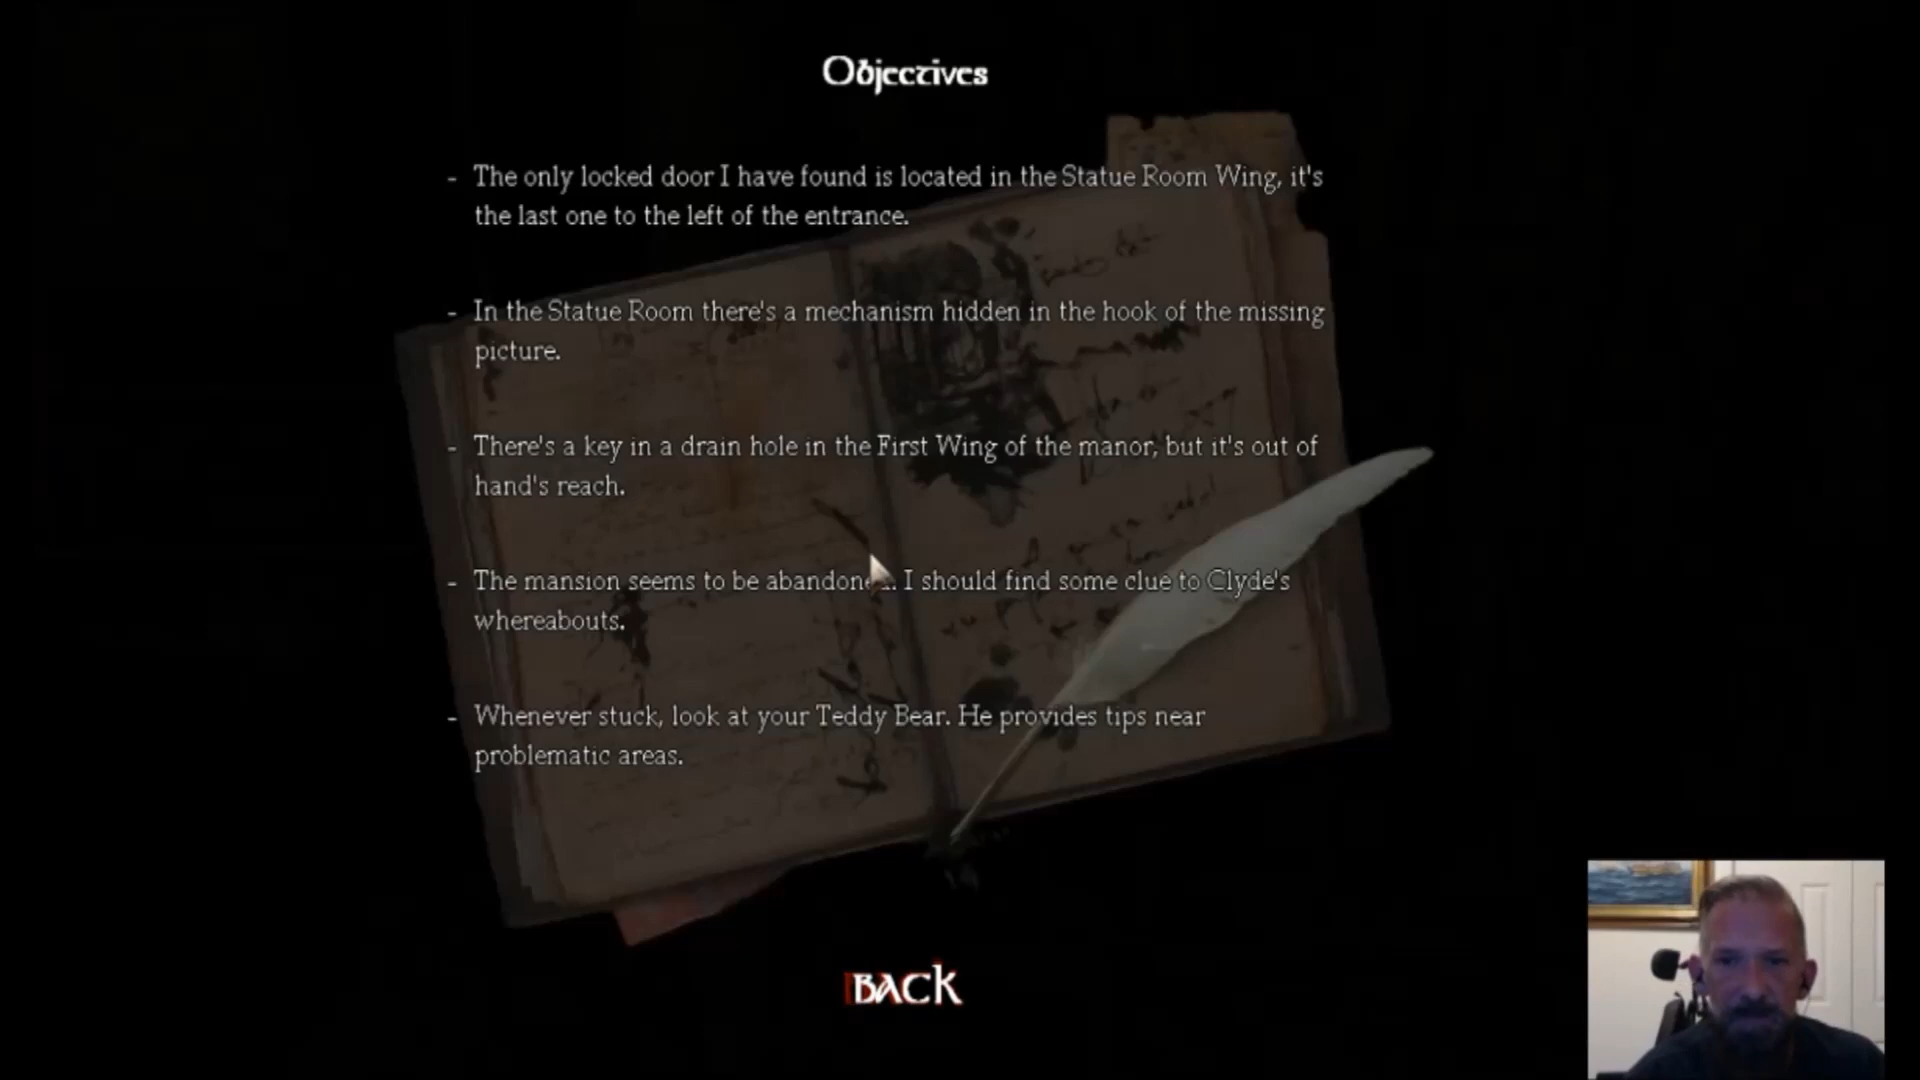 Objectives
- The only locked door I have found is located in the Statue Room Wing, it's
the last one to the left of the entrance.
- In the Statue Room there's a mechanism hidden in the hook of the missing
picture.
- There's a key in a drain hole in the First Wing of the manor, but it's out of
hand's reach.
- The mansion seems to be abandoned. I should find some clue to Clyde's
whereabouts.
- Whenever stuck, look at your Teddy Bear. He provides tips near
problematic areas.
BACK